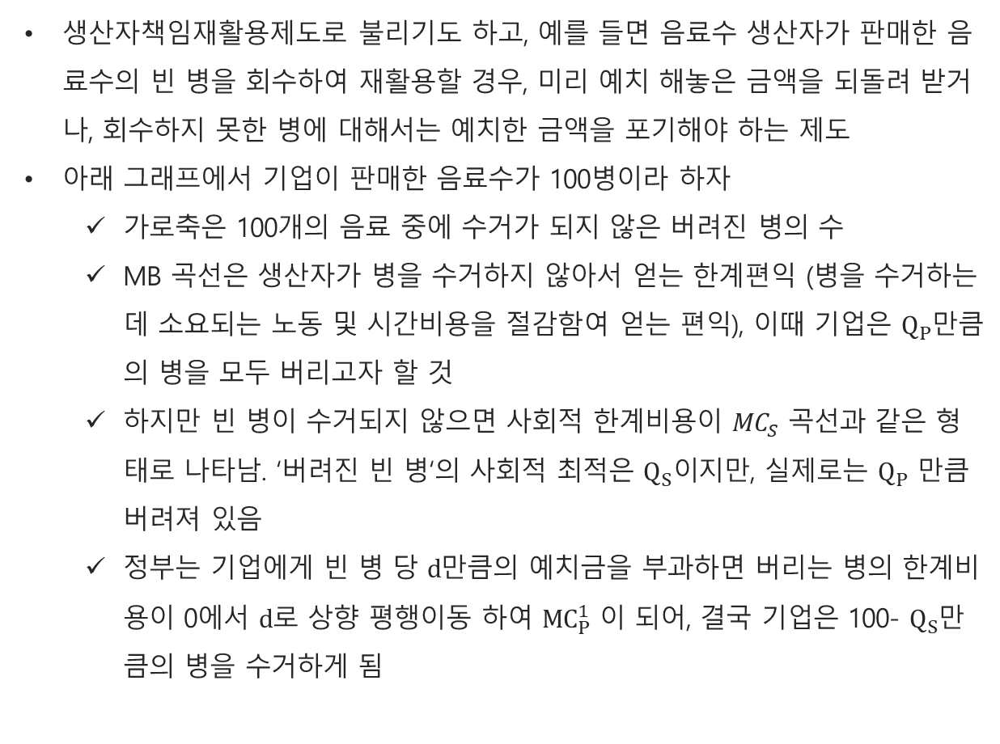 • 생산자책임재활용제도로 불리기도 하고, 예를 들면 음료수 생산자가 판매한 음
료수의 빈 병을 회수하여 재활용할 경우, 미리 예치 해놓은 금액을 되돌려 받거
나, 회수하지 못한 병에 대해서는 예치한 금액을 포기해야 하는 제도
• 아래 그래프에서 기업이 판매한 음료수가 100병이라 하자
✓ 가로축은 100개의 음료 중에 수거가 되지 않은 버려진 병의 수
✓ MB 곡선은 생산자가 병을 수거하지 않아서 얻는 한계편익 (병을 수거하는
데 소요되는 노동 및 시간비용을 절감함여 얻는 편익), 이때 기업은 Q_P만큼
의 병을 모두 버리고자 할 것
✓ 하지만 빈 병이 수거되지 않으면 사회적 한계비용이 MC_S 곡선과 같은 형
태로 나타남. ‘버려진 빈 병‘의 사회적 최적은 Q_S이지만, 실제로는 Q_P 만큼
버려져 있음
✓ 정부는 기업에게 빈 병 당 d만큼의 예치금을 부과하면 버리는 병의 한계비
용이 0에서 d로 상향 평행이동 하여 MC_P^1 이 되어, 결국 기업은 100- Q_S만
큼의 병을 수거하게 됨